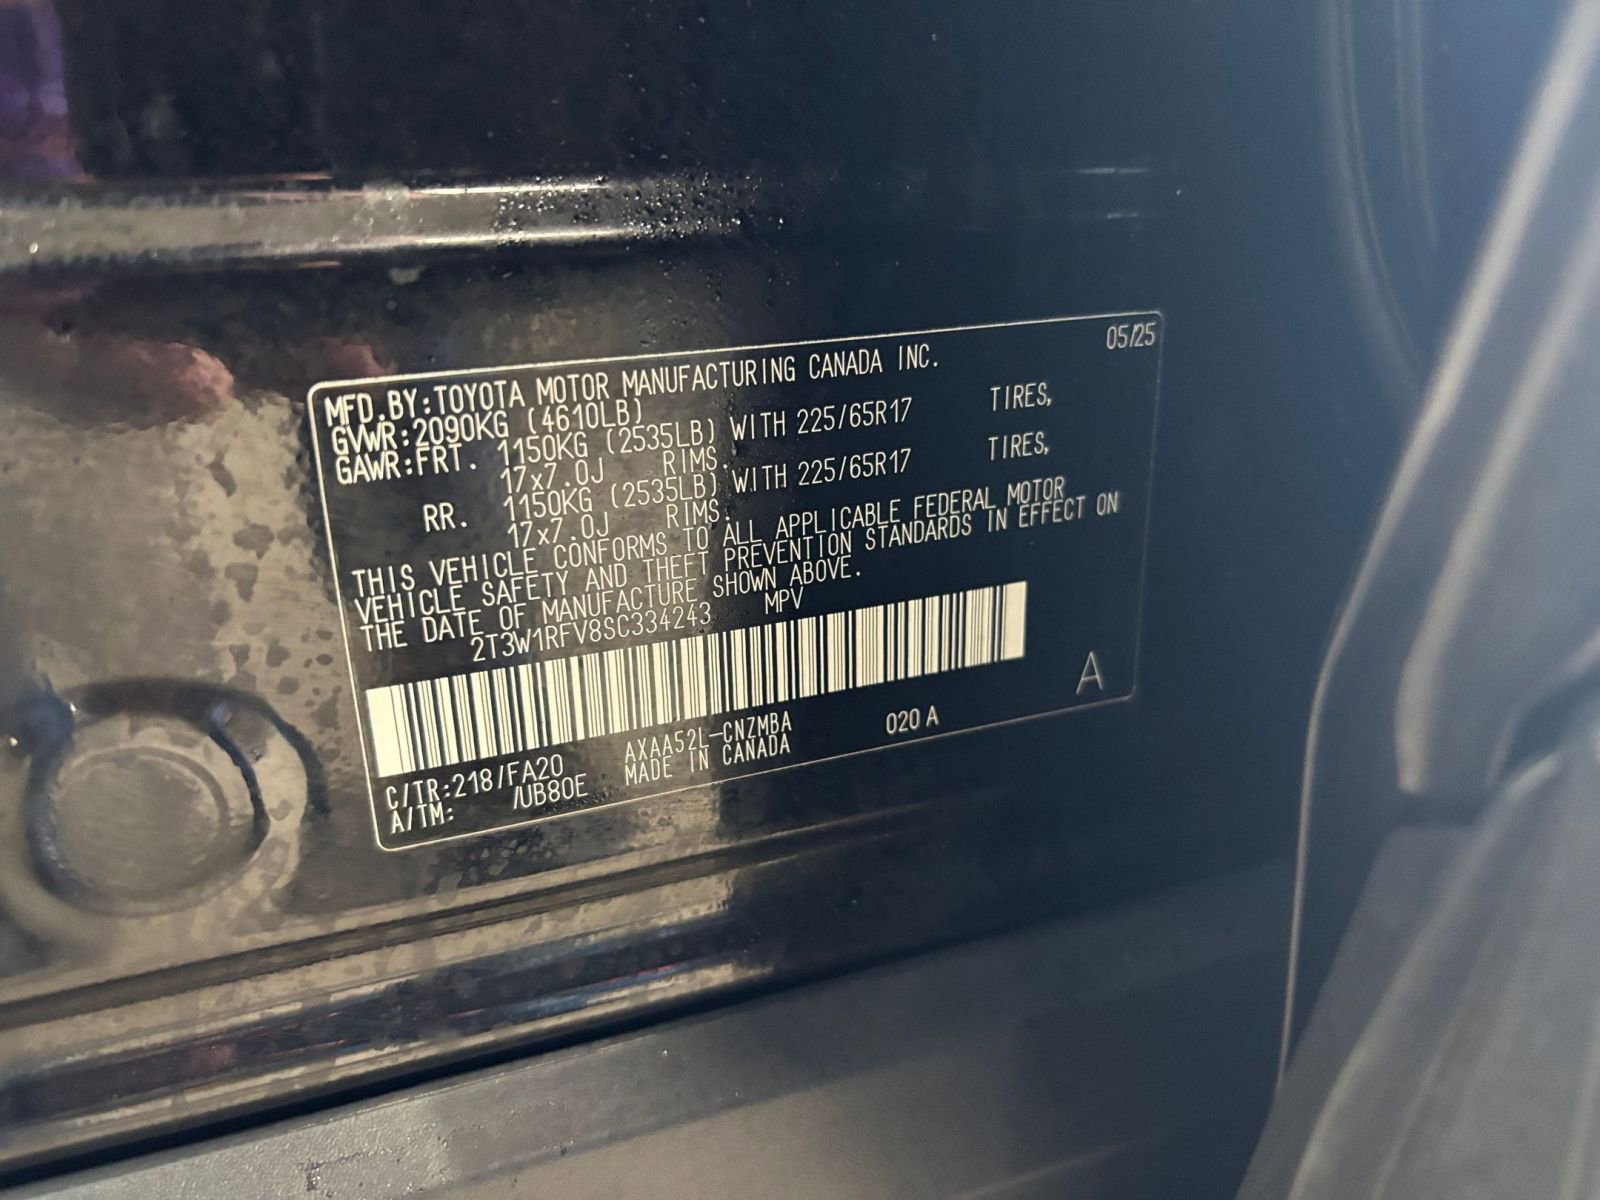 05/25
MFD.BY:TOYOTA MOTOR MANUFACTURING CANADA INC.
GVWR:2090KG (4610LB)
GAWR:FRT. 1150KG (2535LB) WITH 225/65R17 TIRES,
17x7.0J RIMS.
RR. 1150KG (2535LB) WITH 225/65R17 TIRES,
17x7.0J RIMS.
THIS VEHICLE CONFORMS TO ALL APPLICABLE FEDERAL MOTOR
VEHICLE SAFETY AND THEFT PREVENTION STANDARDS IN EFFECT ON
THE DATE OF MANUFACTURE SHOWN ABOVE.
2T3W1RFV8SC334243 MPV
C/TR:218/FA20 AXAA52L-CNZMBA 020 A A
A/TM: /UB80E MADE IN CANADA